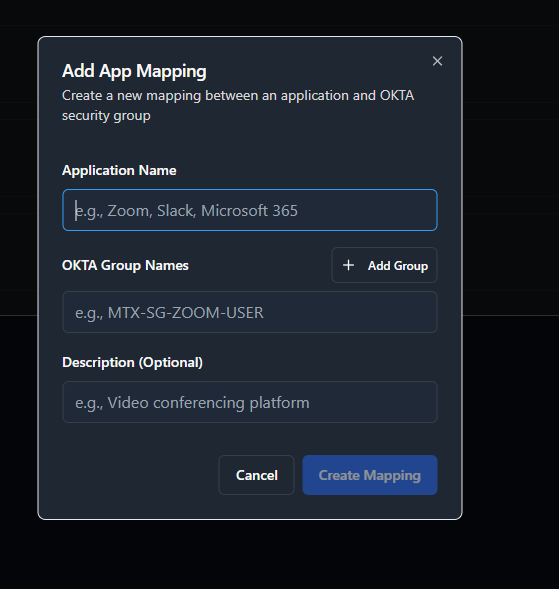 Add App Mapping
Create a new mapping between an application and OKTA
security group
Application Name
e.g., Zoom, Slack, Microsoft 365
OKTA Group Names
Add Group
e.g., MTX-SG-ZOOM-USER
Description (Optional)
e.g., Video conferencing platform
Cancel
Create Mapping